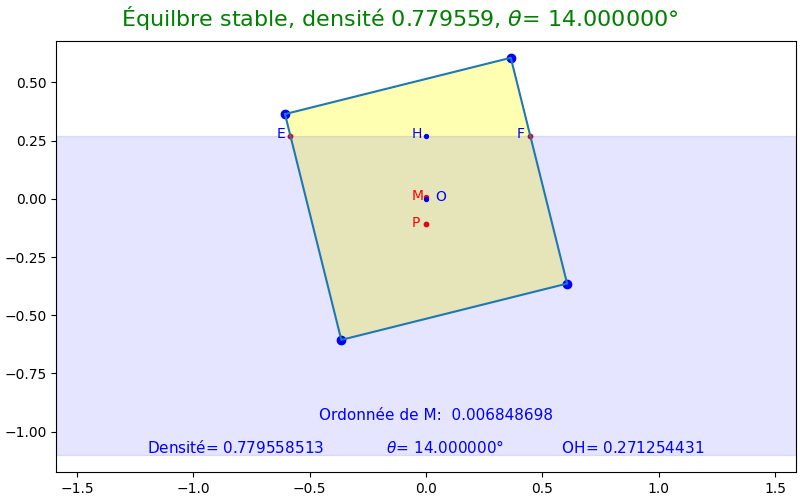 Équilbre stable, densité 0.779559, θ= 14.000000°
0.50
E H F
0.25
M O
0.00
P
−0.25
−0.50
−0.75
Ordonnée de M: 0.006848698
−1.00
Densité= 0.779558513 θ= 14.000000° OH= 0.271254431
−1.5 −1.0 −0.5 0.0 0.5 1.0 1.5